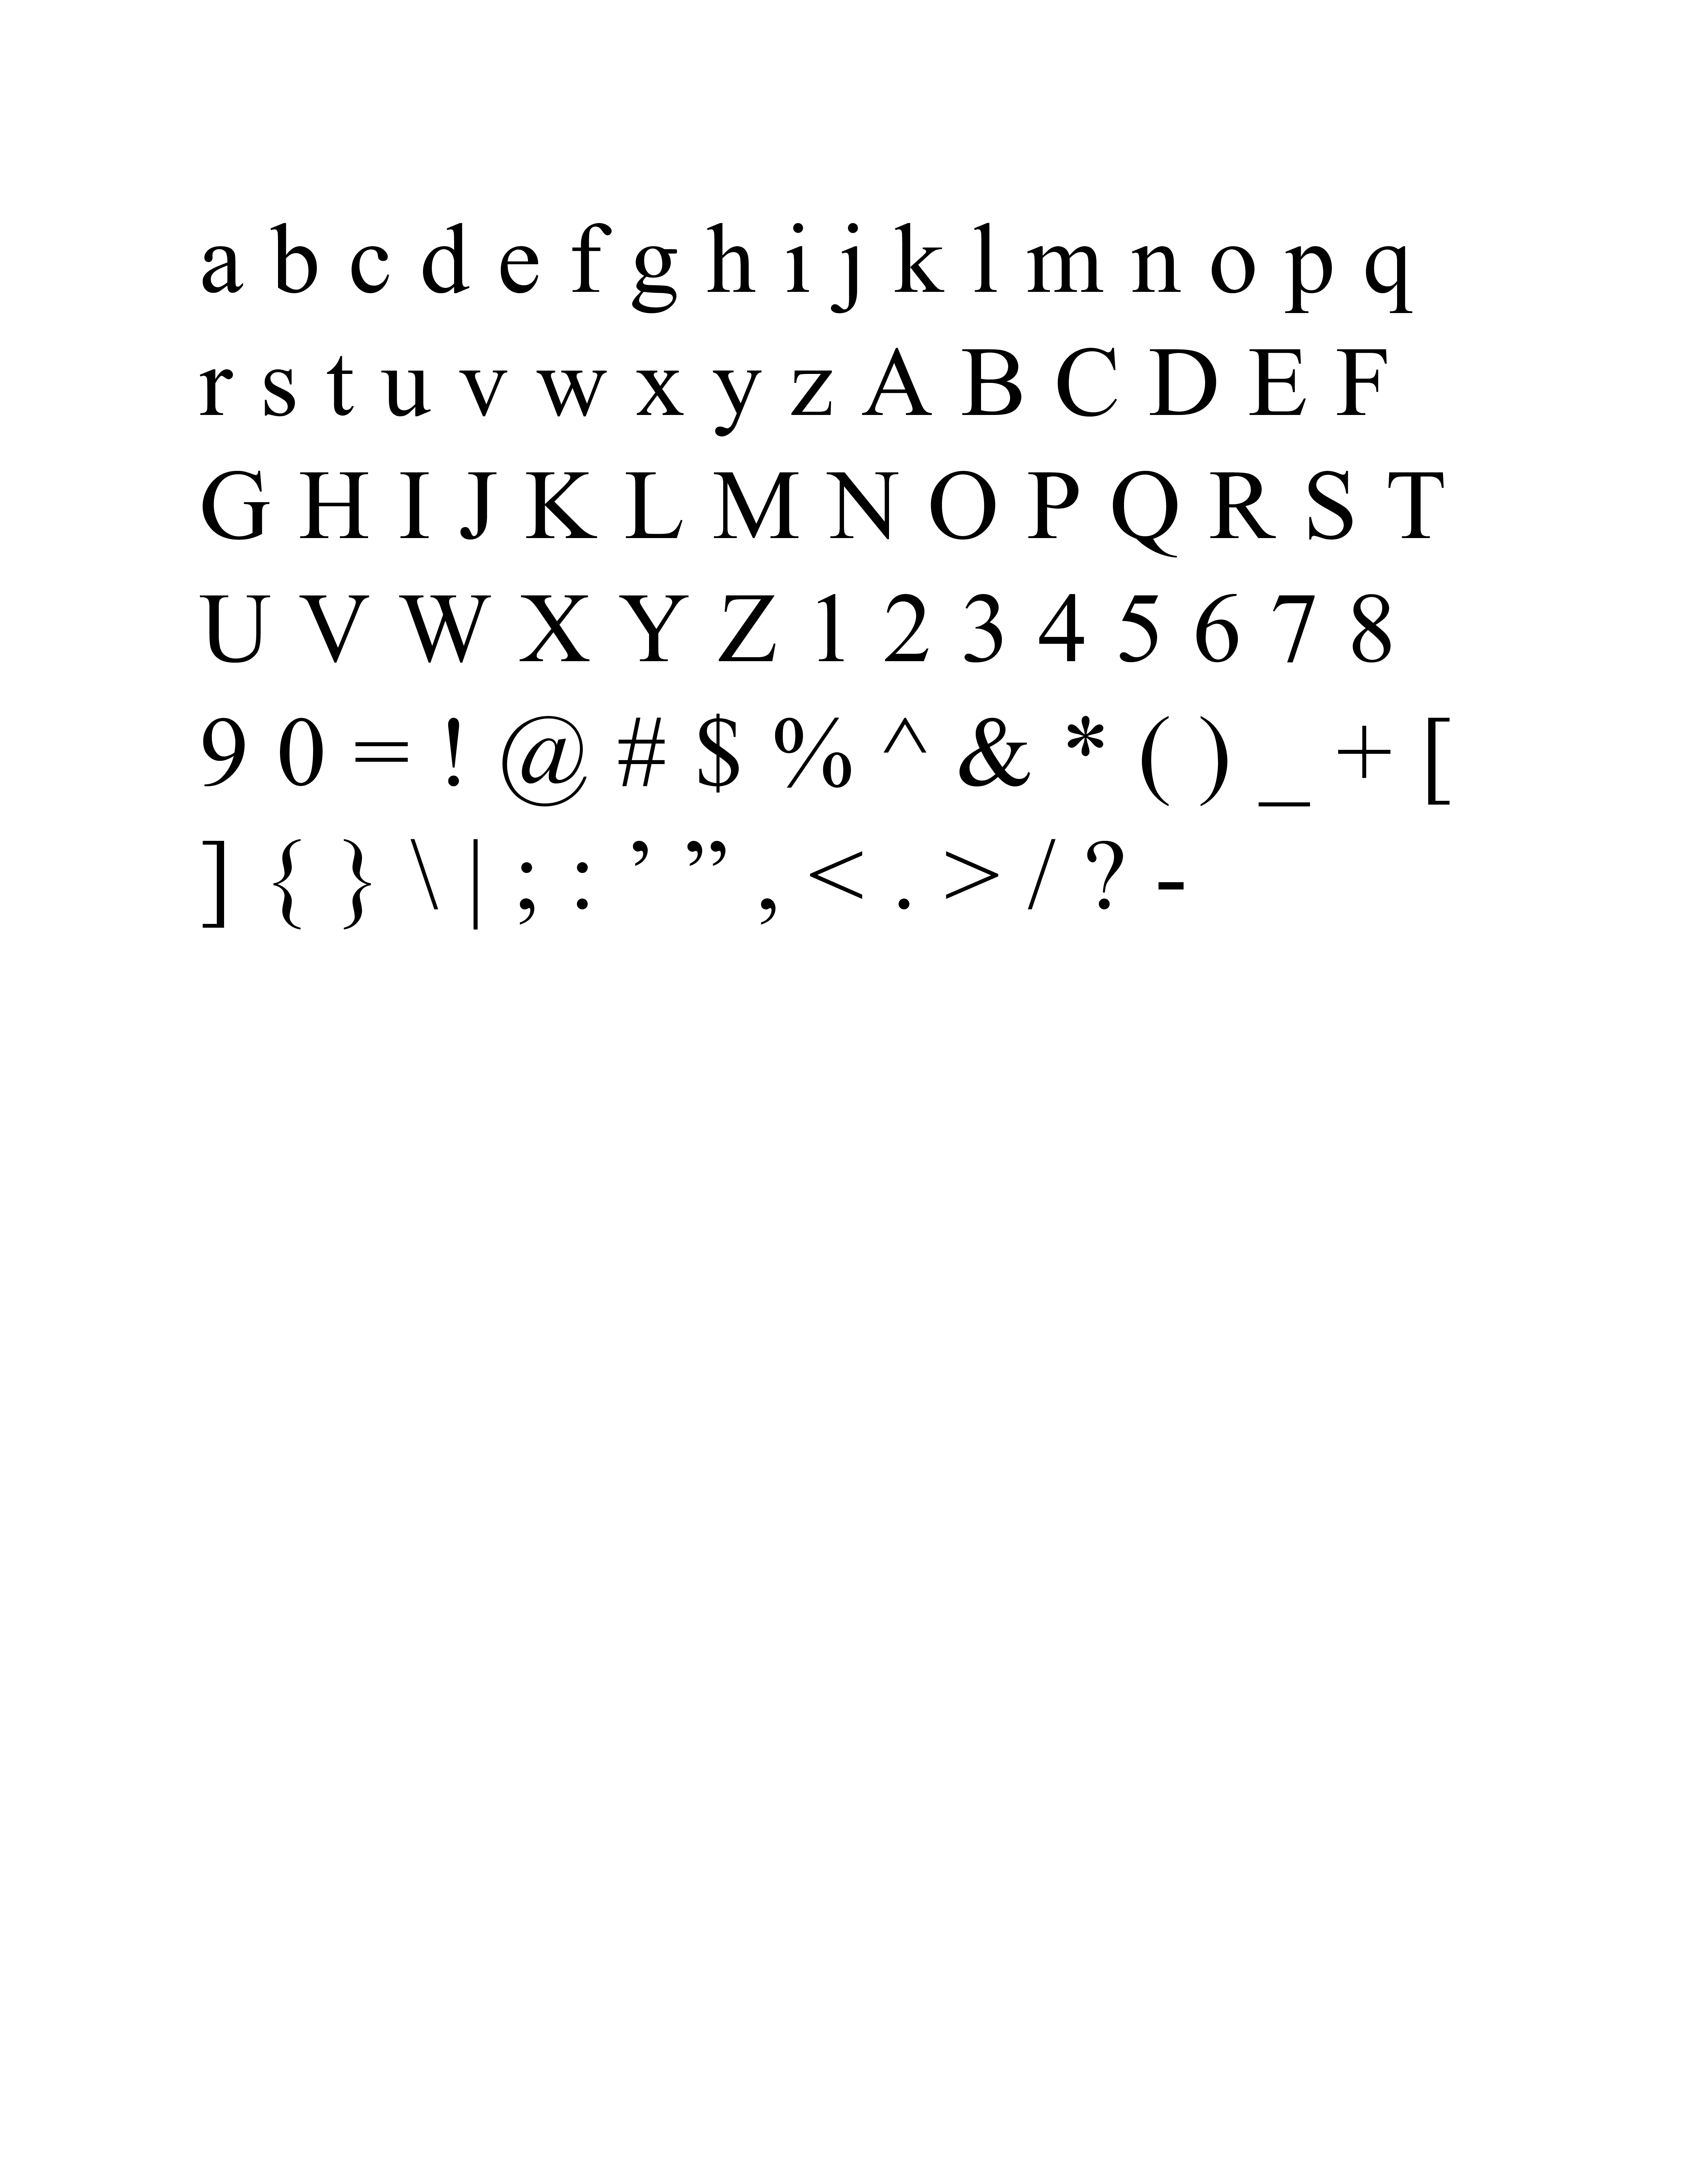 a b c d e f g h i j k l m n o p q
r s t u v w x y z A B C D E F
G H I J K L M N O P Q R S T
U V W X Y Z 1 2 3 4 5 6 7 8
9 0 = ! @ # $ % ^ & * ( ) _ + [
] { } \ | ; : ’ ” , < . > / ? -